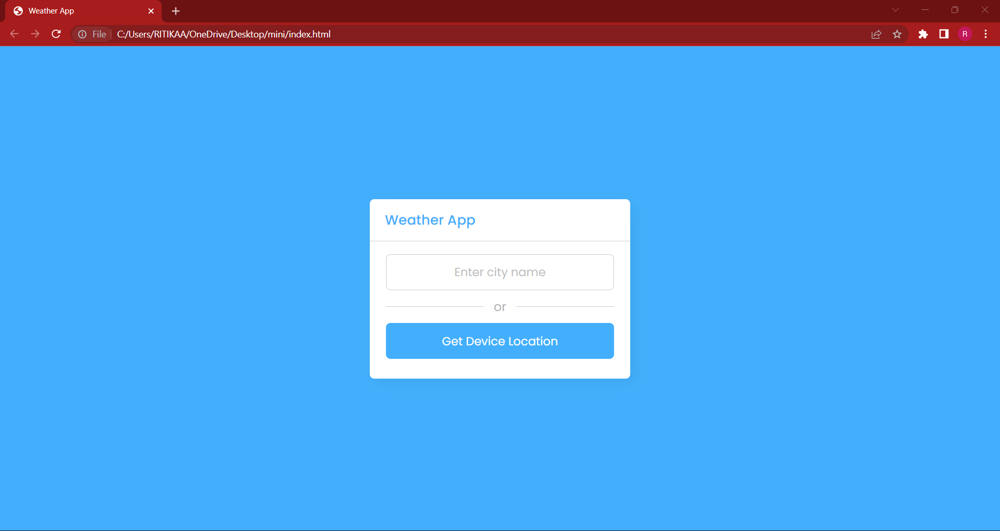 Weather App
File C:/Users/RITIKAA/OneDrive/Desktop/mini/index.html
R
Weather App
Enter city name
or
Get Device Location